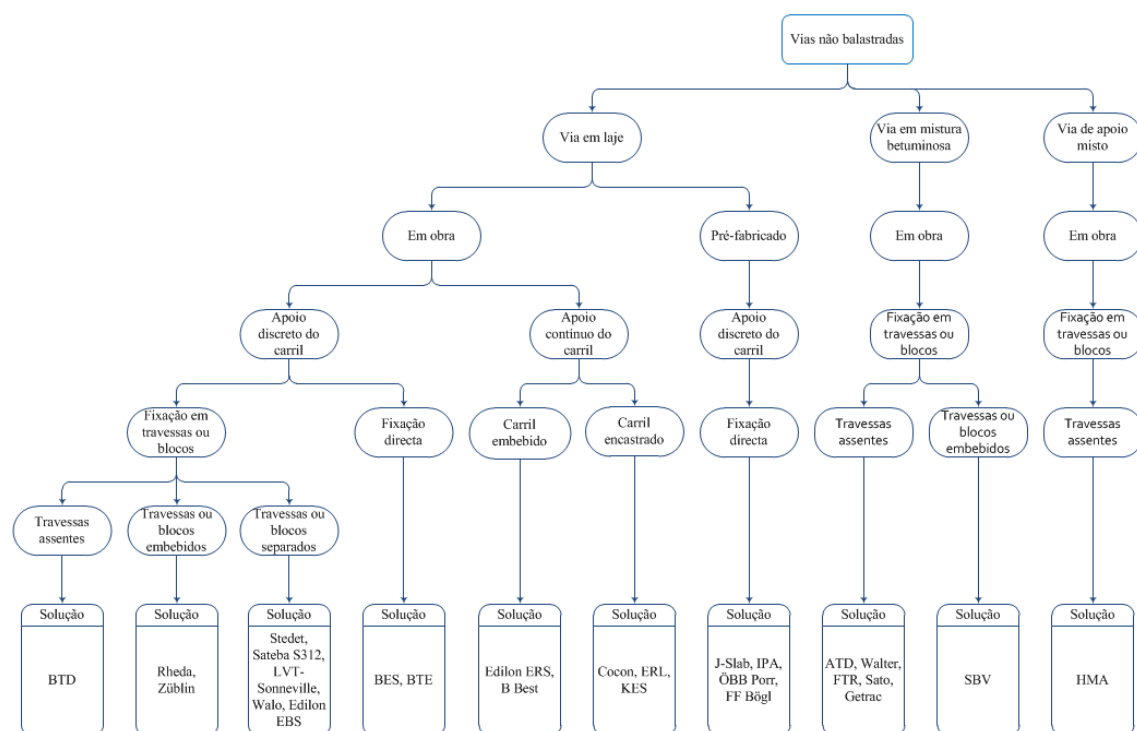 Vias não balastradas
Via em laje
Via em mistura
betuminosa
Via de apoio
misto
Em obra
Pré-fabricado
Em obra
Em obra
Apoio
discreto do
carril
Apoio
contínuo do
carril
Apoio
discreto do
carril
Fixação em
travessas ou
blocos
Fixação em
travessas ou
blocos
Fixação em
travessas ou
blocos
Fixação
directa
Carril
embebido
Carril
encastrado
Fixação
directa
Travessas
assentes
Travessas ou
blocos
embebidos
Travessas
assentes
Travessas
assentes
Travessas ou
blocos
embebidos
Travessas ou
blocos
separados
Solução
BTD
Solução
Rheda,
Züblin
Solução
Stedet,
Sateba S312,
LVT-
Sonneville,
Walo, Edilon
EBS
Solução
BES, BTE
Solução
Edilon ERS,
B Best
Solução
Cocon, ERL,
KES
Solução
J-Slab, IPA,
ÖBB Porr,
FF Bögl
Solução
ATD, Walter,
FTR, Sato,
Getrac
Solução
SBV
Solução
HMA